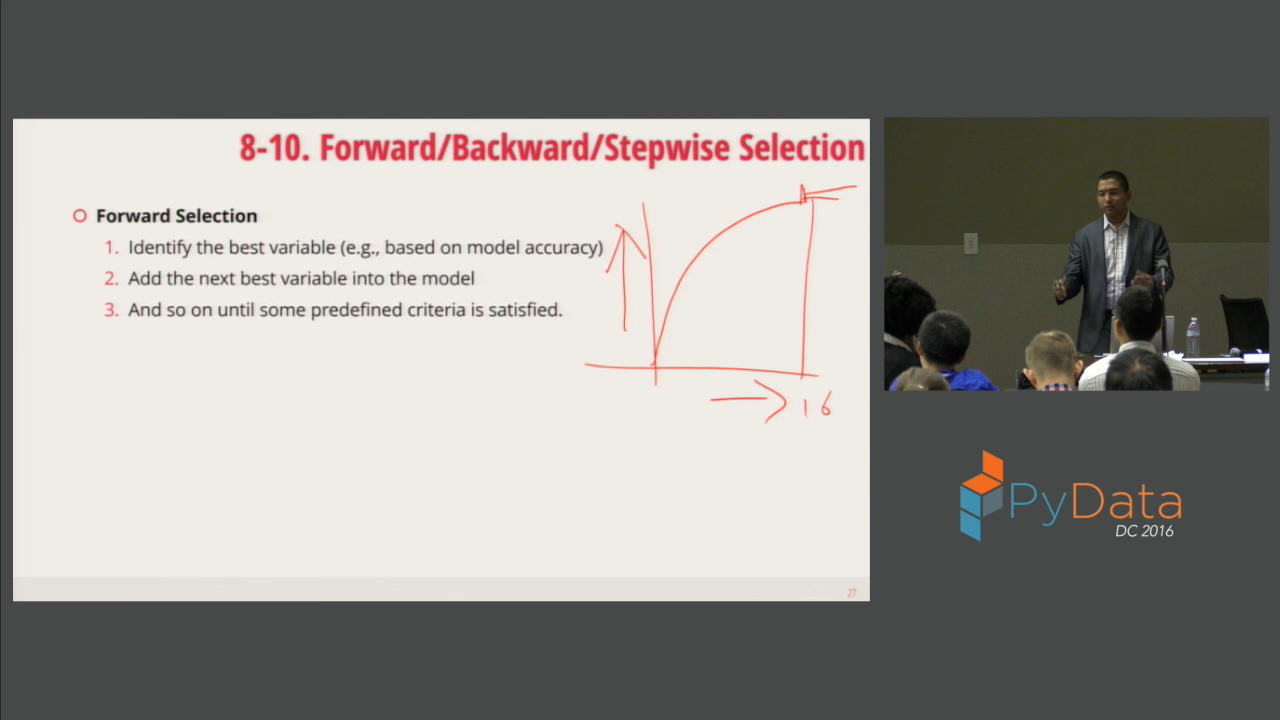 8-10. Forward/Backward/Stepwise Selection
Forward Selection
1. Identify the best variable (e.g., based on model accuracy)
2. Add the next best variable into the model
3. And so on until some predefined criteria is satisfied.
16
27
PyData
DC 2016